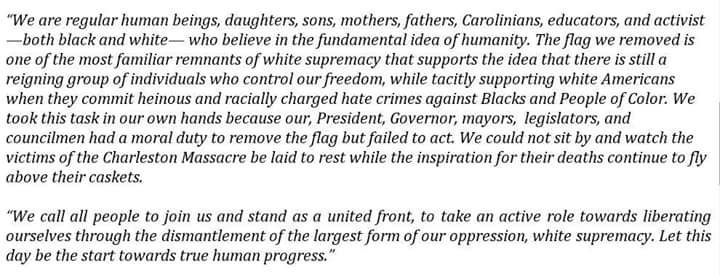 “We are regular human beings, daughters, sons, mothers, fathers, Carolinians, educators, and activist
—both black and white— who believe in the fundamental idea of humanity. The flag we removed is
one of the most familiar remnants of white supremacy that supports the idea that there is still a
reigning group of individuals who control our freedom, while tacitly supporting white Americans
when they commit heinous and racially charged hate crimes against Blacks and People of Color. We
took this task in our own hands because our, President, Governor, mayors,  legislators, and
councilmen had a moral duty to remove the flag but failed to act. We could not sit by and watch the
victims of the Charleston Massacre be laid to rest while the inspiration for their deaths continue to fly
above their caskets.
“We call all people to join us and stand as a united front, to take an active role towards liberating
ourselves through the dismantlement of the largest form of our oppression, white supremacy. Let this
day be the start towards true human progress.”